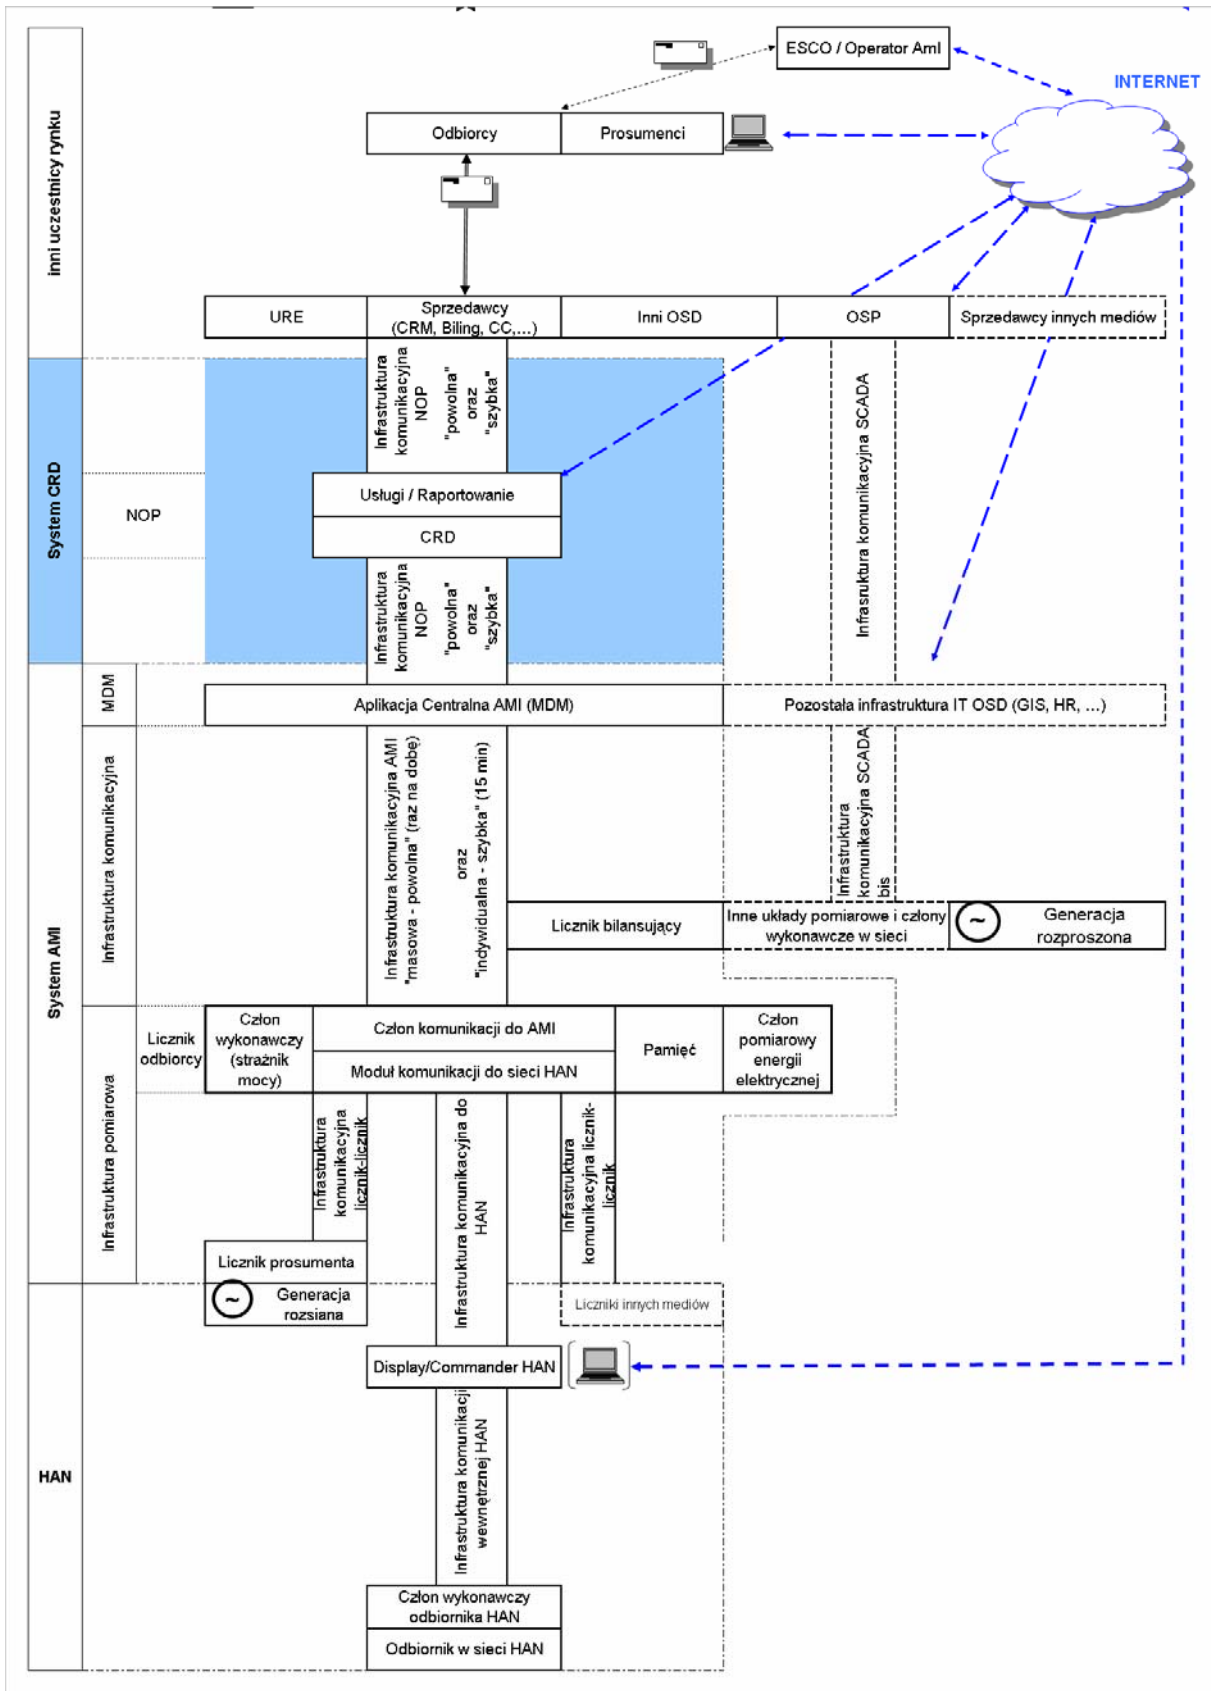 ESCO / Operator AmI
INTERNET
Odbiorcy
Prosumenci
inni uczestnicy rynku
URE
Sprzedawcy
(CRM, Biling, CC,...)
Inni OSD
OSP
Sprzedawcy innych mediów
Infrastruktura
komunikacyjna
NOP
"powolna"
oraz
"szybka"
Infrasruktura komunikacyjna SCADA
System CRD
NOP
Usługi / Raportowanie
CRD
Infrastruktura
komunikacyjna
NOP
"powolna"
oraz
"szybka"
MDM
Aplikacja Centralna AMI (MDM)
Pozostała infrastruktura IT OSD (GIS, HR, ...)
System AMI
Infrastruktura komunikacyjna
Infrastruktura komunikacyjna AMI
"masowa - powolna" (raz na dobę)
oraz
"indywidualna - szybka" (15 min)
Infrastruktura
komunikacyjna SCADA
bis
Licznik bilansujący
Inne układy pomiarowe i człony
wykonawcze w sieci
~
Generacja
rozproszona
Infrastruktura pomiarowa
Licznik
odbiorcy
Człon
wykonawczy
(strażnik
mocy)
Człon komunikacji do AMI
Moduł komunikacji do sieci HAN
Pamięć
Człon
pomiarowy
energii
elektrycznej
Infrastruktura
komunikacyjna
licznik-licznik
Infrastruktura komunikacyjna do
HAN
Infrastruktura
komunikacyjna licznik-
licznik
Licznik prosumenta
~
Generacja
rozsiana
Liczniki innych mediów
Display/Commander HAN
HAN
Infrastruktura komunikacji
wewnętrznej HAN
Człon wykonawczy
odbiornika HAN
Odbiornik w sieci HAN